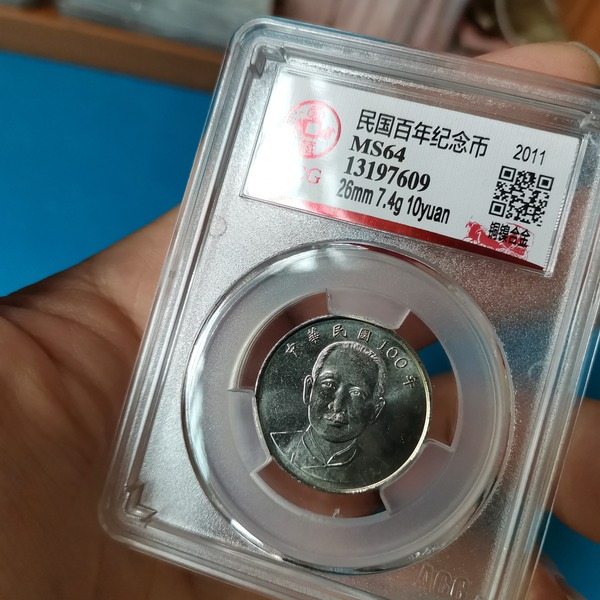 民国百年纪念币 2011
MS64
13197609
26mm 7.4g 10yuan
铜镍合金
中華民國100年